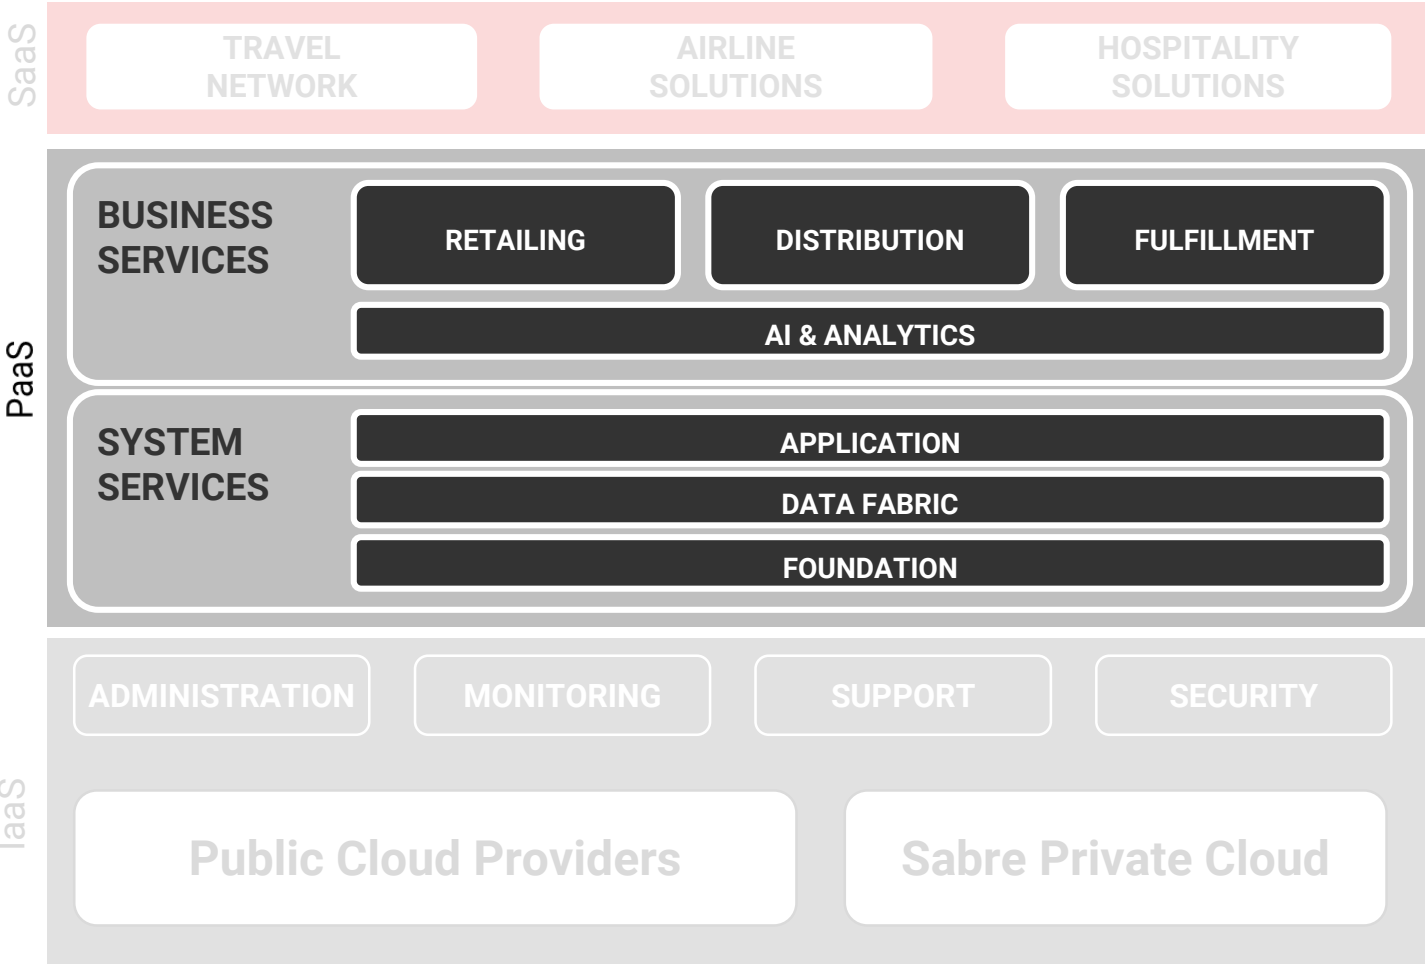 SaaS
TRAVEL
NETWORK
AIRLINE
SOLUTIONS
HOSPITALITY
SOLUTIONS
PaaS
BUSINESS
SERVICES
RETAILING
DISTRIBUTION
FULFILLMENT
AI & ANALYTICS
SYSTEM
SERVICES
APPLICATION
DATA FABRIC
FOUNDATION
IaaS
ADMINISTRATION
MONITORING
SUPPORT
SECURITY
Public Cloud Providers
Sabre Private Cloud